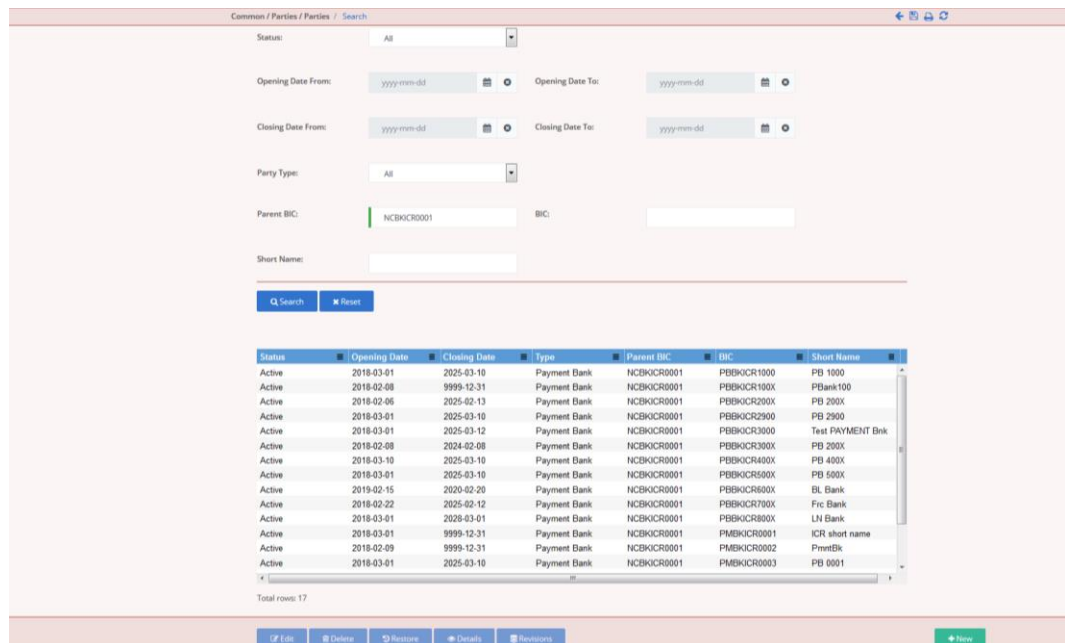 Common / Parties / Parties / Search
Status: All
Opening Date From: yyyy-mm-dd Opening Date To: yyyy-mm-dd
Closing Date From: yyyy-mm-dd Closing Date To: yyyy-mm-dd
Party Type: All
Parent BIC: NCBKICR0001 BIC:
Short Name:
Search Reset
Status Opening Date Closing Date Type Parent BIC BIC Short Name
Active 2018-03-01 2025-03-10 Payment Bank NCBKICR0001 PBBKICR1000 PB 1000
Active 2018-02-08 9999-12-31 Payment Bank NCBKICR0001 PBBKICR100X PBank100
Active 2018-02-06 2025-02-13 Payment Bank NCBKICR0001 PBBKICR200X PB 200X
Active 2018-03-01 2025-03-10 Payment Bank NCBKICR0001 PBBKICR2900 PB 2900
Active 2018-03-01 2025-03-12 Payment Bank NCBKICR0001 PBBKICR3000 Test PAYMENT Bnk
Active 2018-02-08 2024-02-08 Payment Bank NCBKICR0001 PBBKICR300X PB 200X
Active 2018-03-10 2025-03-10 Payment Bank NCBKICR0001 PBBKICR400X PB 400X
Active 2018-03-01 2025-03-10 Payment Bank NCBKICR0001 PBBKICR500X PB 500X
Active 2019-02-15 2020-02-20 Payment Bank NCBKICR0001 PBBKICR600X BL Bank
Active 2018-02-22 2025-02-12 Payment Bank NCBKICR0001 PBBKICR700X Frc Bank
Active 2018-03-01 2028-03-01 Payment Bank NCBKICR0001 PBBKICR800X LN Bank
Active 2018-03-01 9999-12-31 Payment Bank NCBKICR0001 PMBKICR0001 ICR short name
Active 2018-02-09 9999-12-31 Payment Bank NCBKICR0001 PMBKICR0002 PmntBk
Active 2018-03-01 2025-03-10 Payment Bank NCBKICR0001 PMBKICR0003 PB 0001
Total rows: 17
Edit Delete Restore Details Revisions New